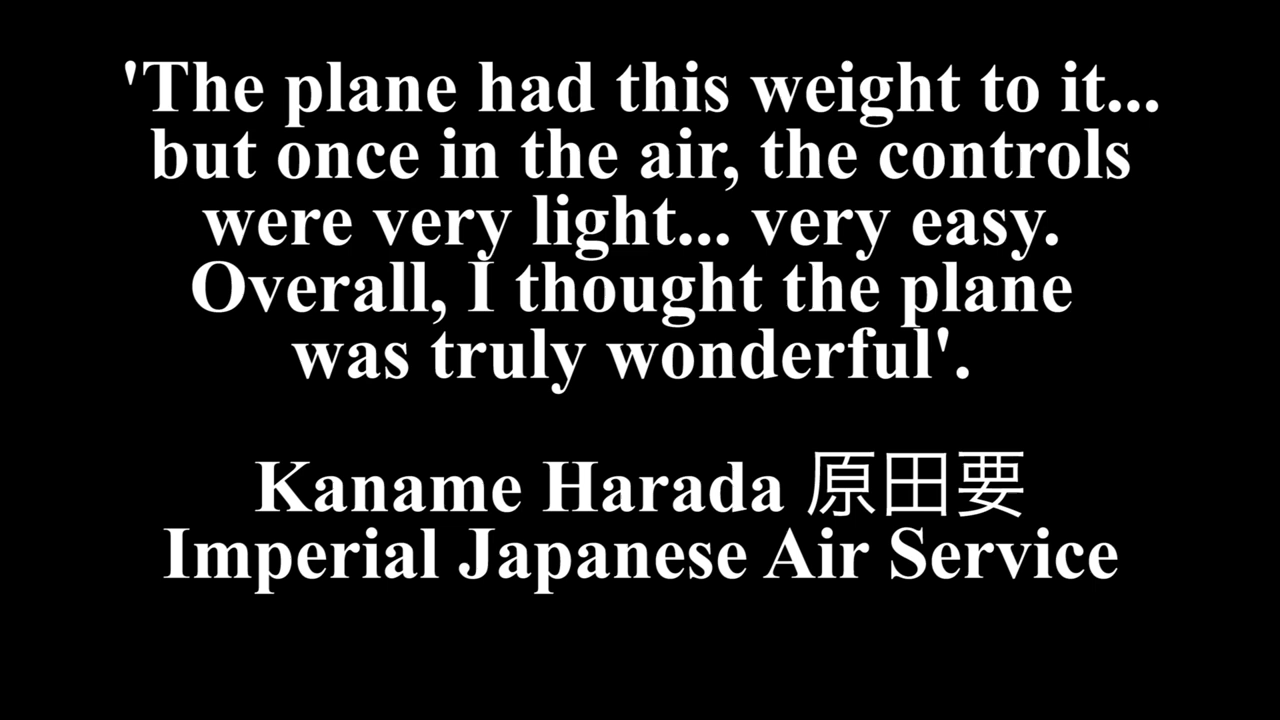 'The plane had this weight to it...
but once in the air, the controls
were very light... very easy.
Overall, I thought the plane
was truly wonderful'.
Kaname Harada 原田要
Imperial Japanese Air Service